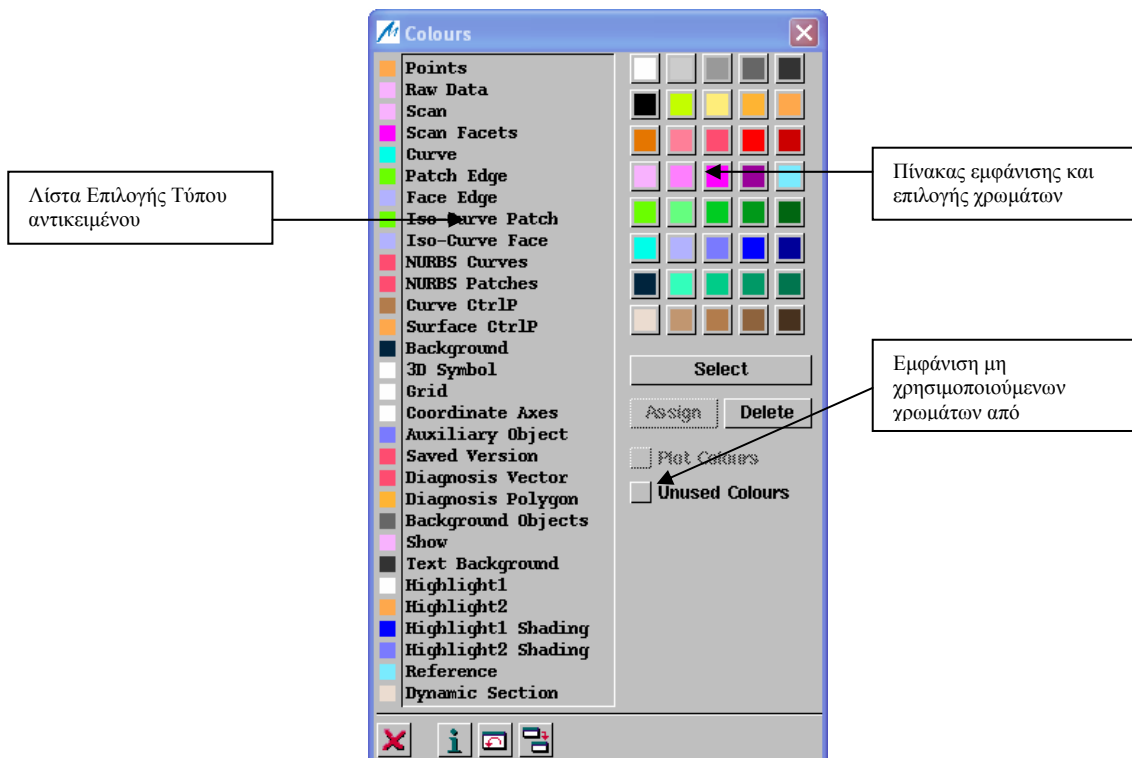 Colours
Points
Raw Data
Scan
Scan Facets
Curve
Patch Edge
Face Edge
Iso-Curve Patch
Iso-Curve Face
NURBS Curves
NURBS Patches
Curve CtrlP
Surface CtrlP
Background
3D Symbol
Grid
Coordinate Axes
Auxiliary Object
Saved Version
Diagnosis Vector
Diagnosis Polygon
Background Objects
Show
Text Background
Highlight1
Highlight2
Highlight1 Shading
Highlight2 Shading
Reference
Dynamic Section
Select
Assign Delete
Plot Colours
Unused Colours
Λίστα Επιλογής Τύπου
αντικειμένου
Πίνακας εμφάνισης και
επιλογής χρωμάτων
Εμφάνιση μη
χρησιμοποιούμενων
χρωμάτων από